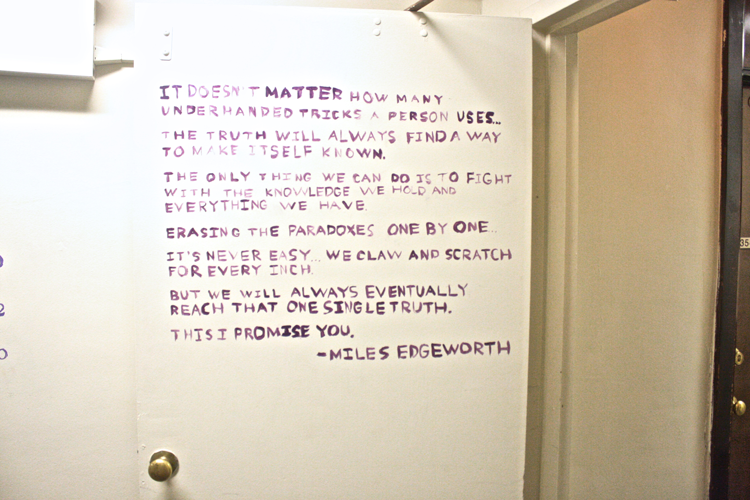 IT DOESN'T MATTER HOW MANY
UNDERHANDED TRICKS A PERSON USES...
THE TRUTH WILL ALWAYS FIND A WAY
TO MAKE ITSELF KNOWN.
THE ONLY THING WE CAN DO IS TO FIGHT
WITH THE KNOWLEDGE WE HOLD AND
EVERYTHING WE HAVE.
ERASING THE PARADOXES ONE BY ONE...
IT'S NEVER EASY... WE CLAW AND SCRATCH
FOR EVERY INCH.
BUT WE WILL ALWAYS EVENTUALLY
REACH THAT ONE SINGLE TRUTH.
THIS I PROMISE YOU.
-MILES EDGEWORTH